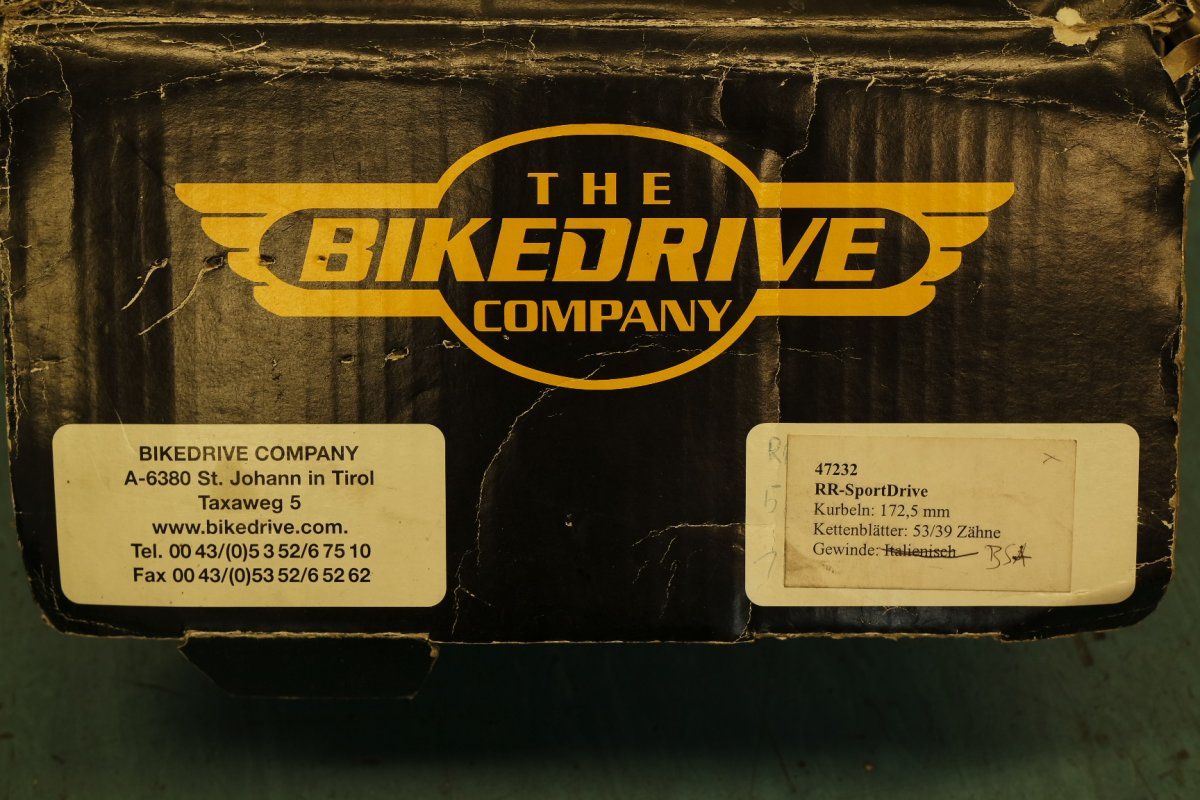 THE
BIKEDRIVE
COMPANY
BIKEDRIVE COMPANY
A-6380 St. Johann in Tirol
Taxaweg 5
www.bikedrive.com.
Tel. 00 43/(0)5 3 52/6 75 10
Fax 00 43/(0)53 52/6 52 62
47232
RR-SportDrive
Kurbeln: 172,5 mm
Kettenblätter: 53/39 Zähne
Gewinde: Italienisch BSA